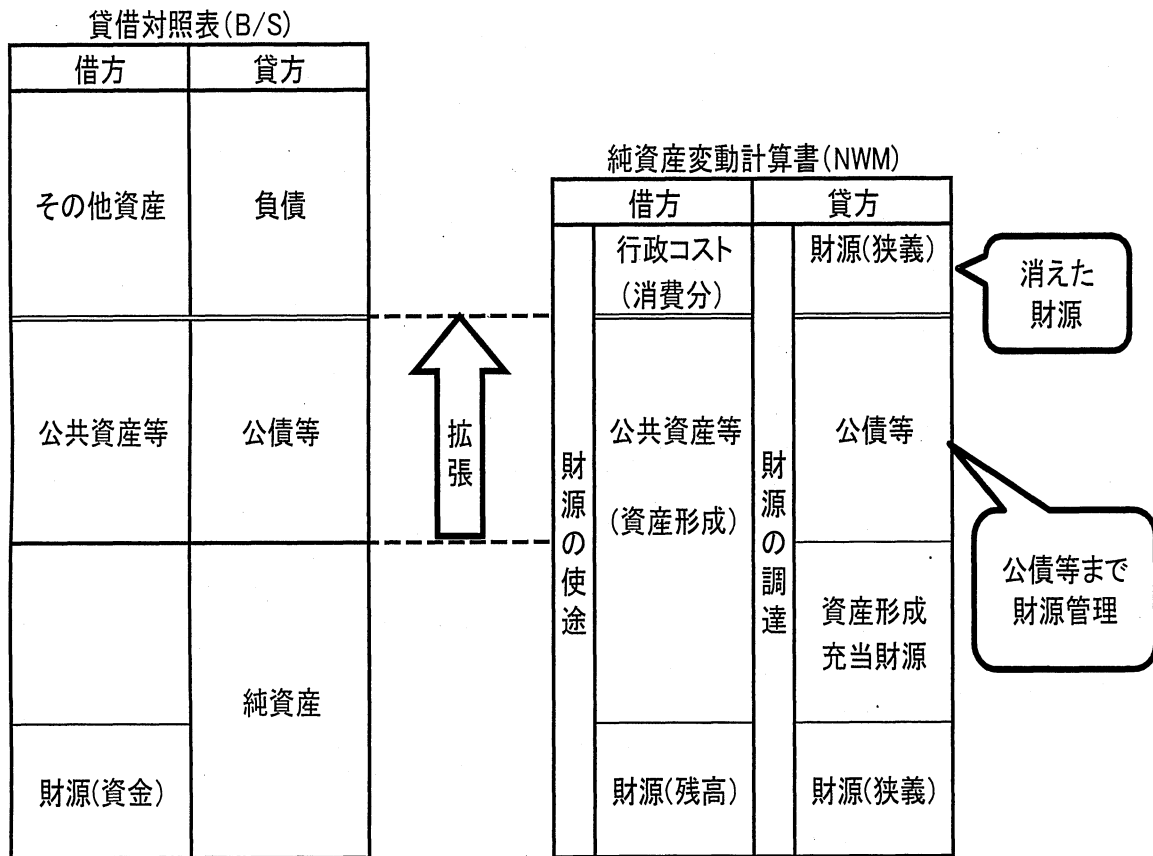 貸借対照表(B/S)
借方
貸方
その他資産
負債
公共資産等
公債等
純資産
財源(資金)
拡張
純資産変動計算書(NWM)
借方
貸方
財源の使途
行政コスト
(消費分)
公共資産等
(資産形成)
財源(残高)
財源の調達
財源(狭義)
公債等
資産形成
充当財源
財源(狭義)
消えた
財源
公債等まで
財源管理